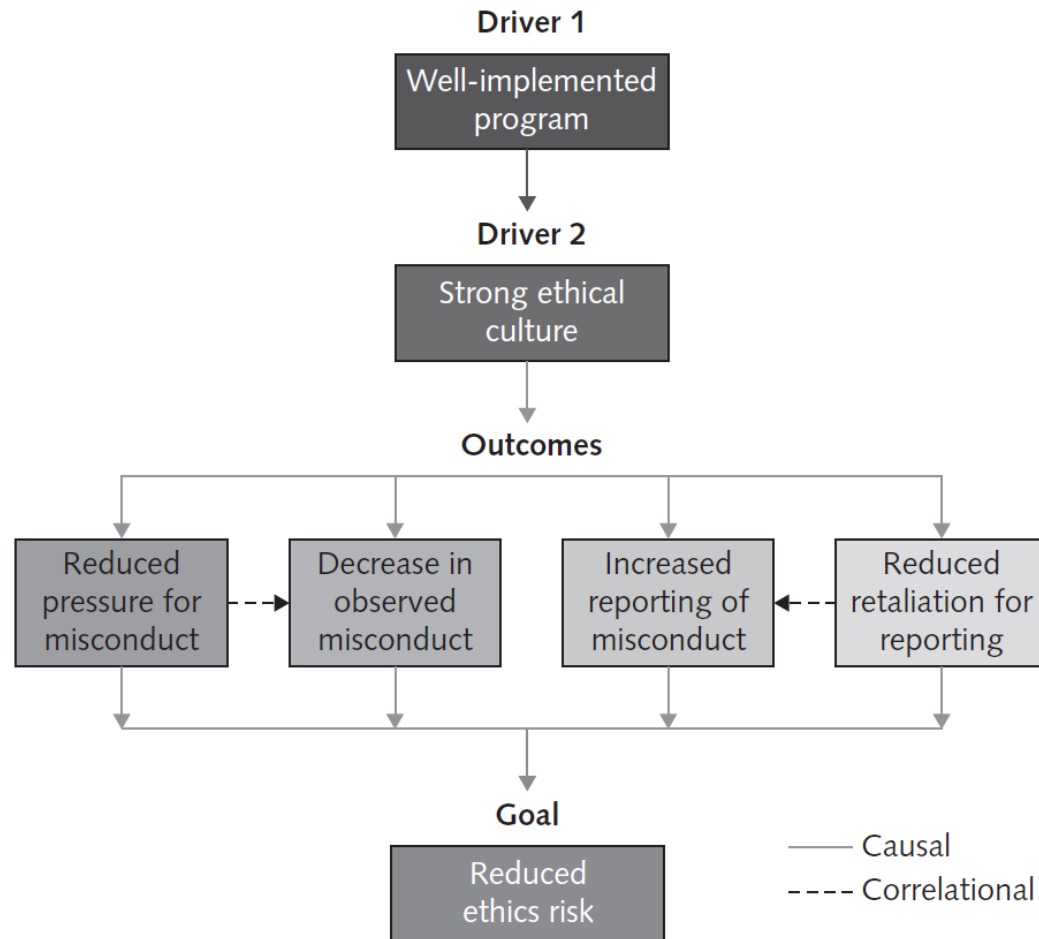 Driver 1
Well-implemented
program
Driver 2
Strong ethical
culture
Outcomes
Reduced
pressure for
misconduct
Decrease in
observed
misconduct
Increased
reporting of
misconduct
Reduced
retaliation for
reporting
Goal
Reduced
ethics risk
Causal
Correlational